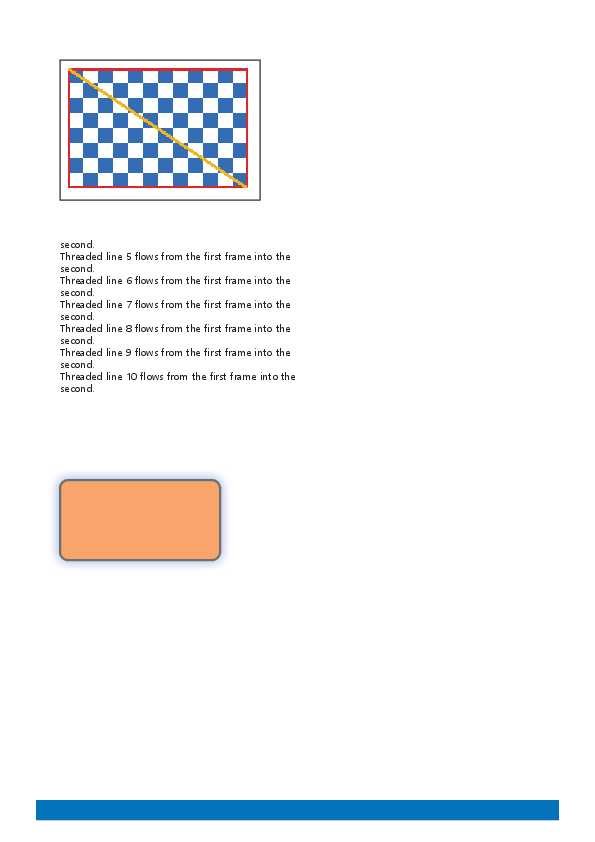 second.
Threaded line 5 flows from the first frame into the
second.
Threaded line 6 flows from the first frame into the
second.
Threaded line 7 flows from the first frame into the
second.
Threaded line 8 flows from the first frame into the
second.
Threaded line 9 flows from the first frame into the
second.
Threaded line 10 flows from the first frame into the
second.